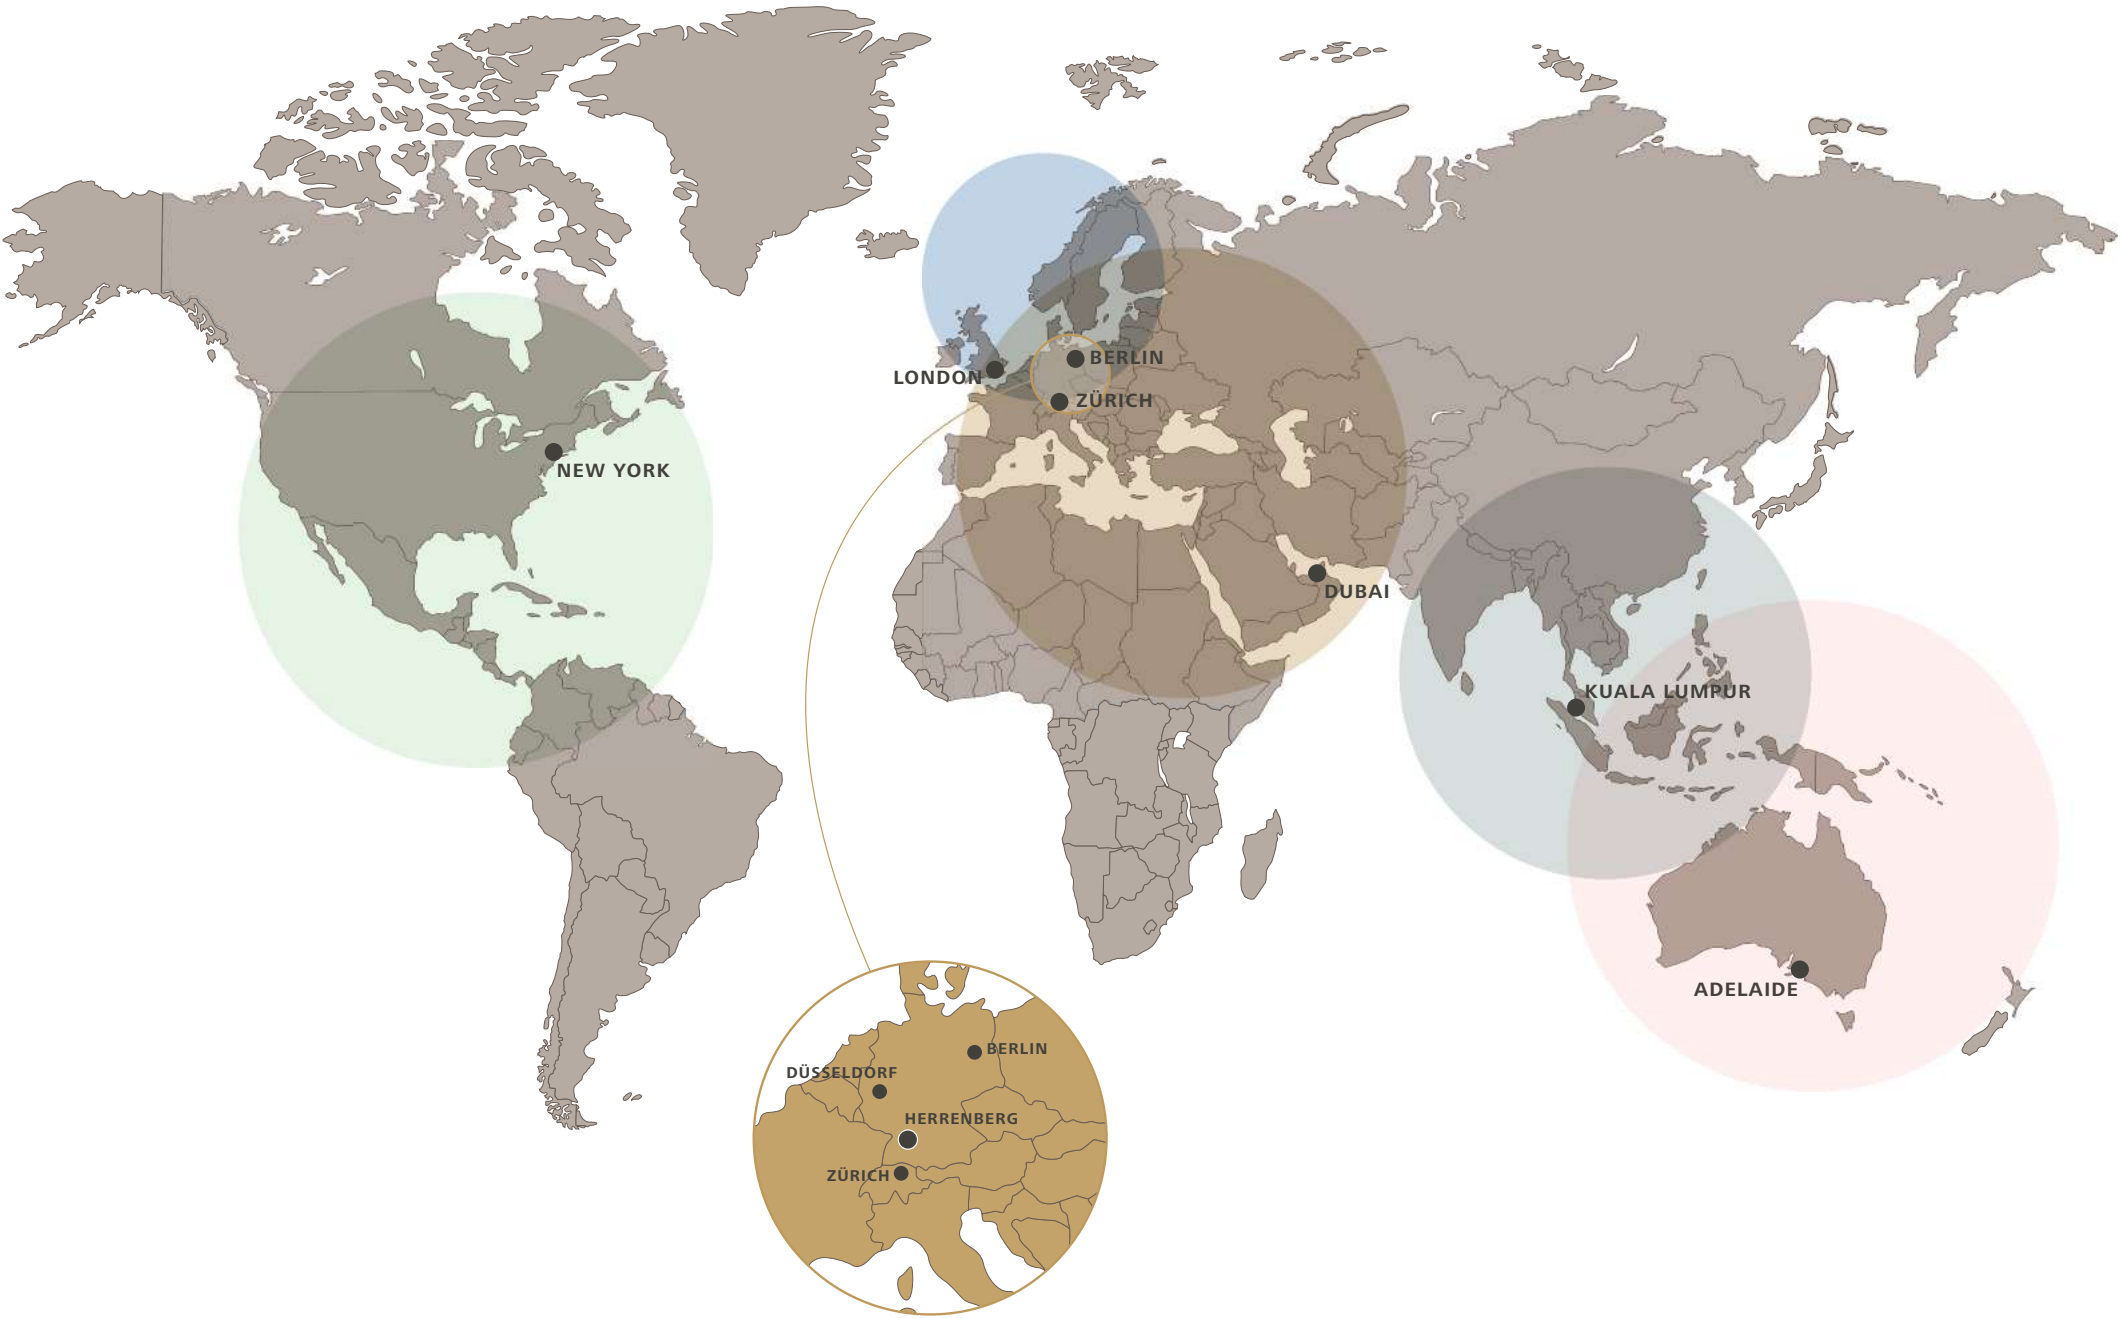 BERLIN
LONDON
ZÜRICH
NEW YORK
DUBAI
KUALA LUMPUR
ADELAIDE
BERLIN
DÜSSELDORF
HERRENBERG
ZÜRICH